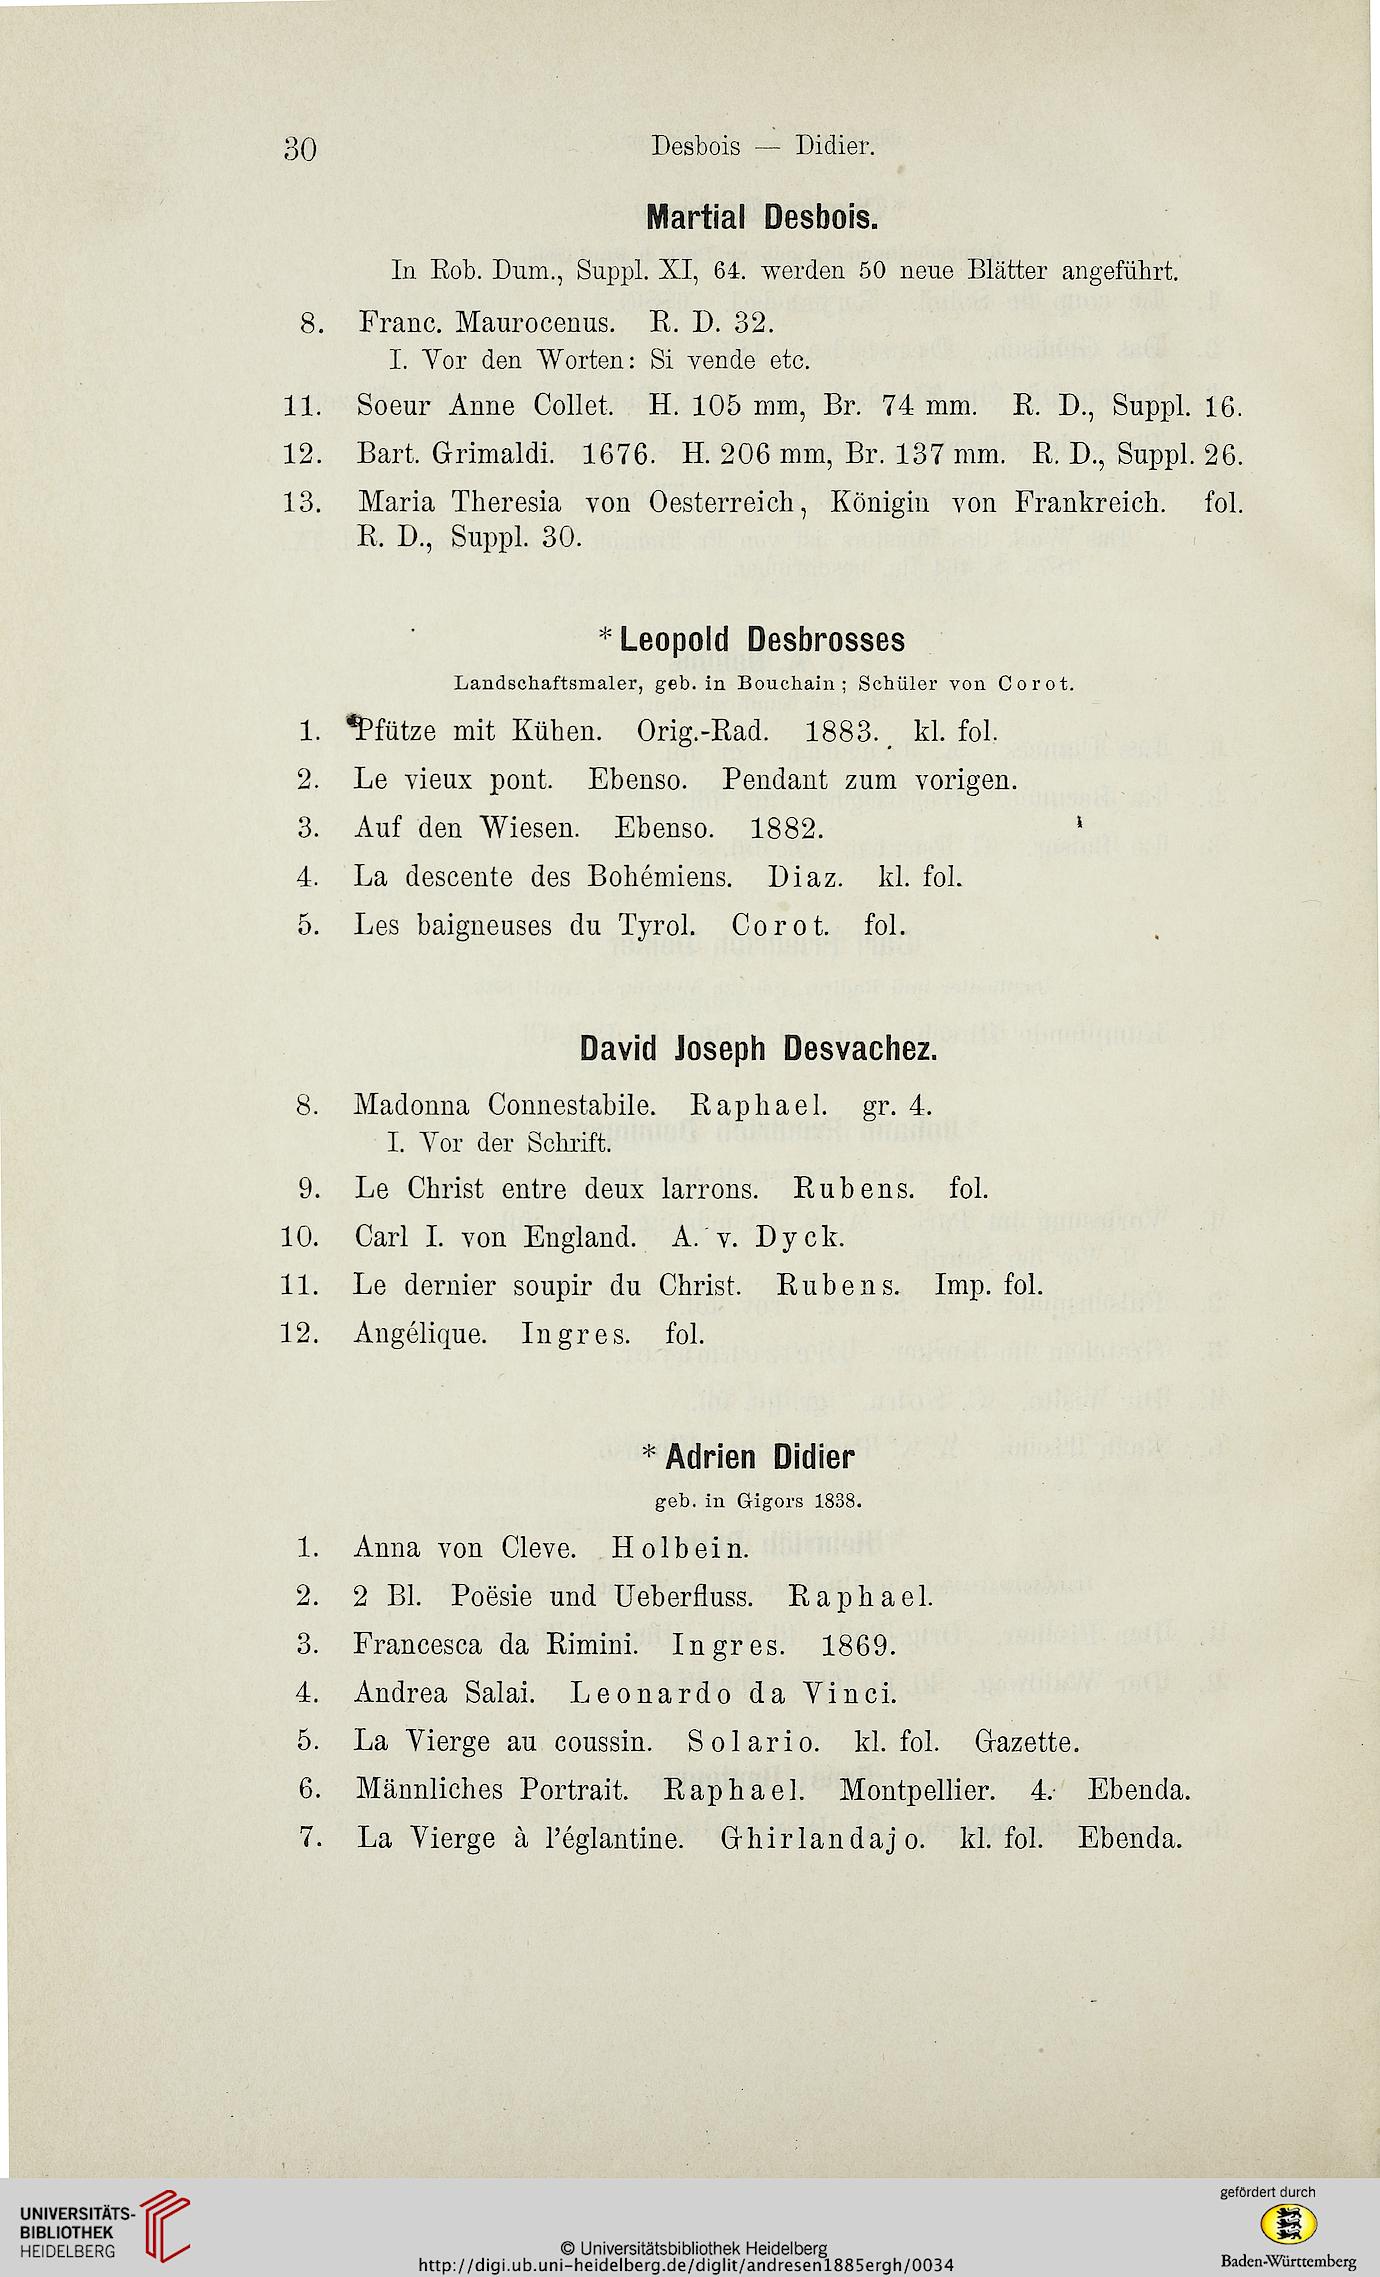 30
Desbois — Didier.
Martial Desbois.
In Rob. Dum., Suppl. XI, 64. werden 50 neue Blätter angeführt.
8. Franc. Maurocenus. R. D. 32.
I. Vor den Worten: Si vende etc.
11. Soeur Anne Collet. H. 105 mm, Br. 74 mm. R. D., Suppl. 16.
12. Bart. Grimaldi. 1676. H. 206 mm, Br. 137 mm. R. D., Suppl. 26.
13. Maria Theresia von Oesterreich, Königin von Frankreich. fol.
R. D., Suppl. 30.
* Leopold Desbrosses
Landschaftsmaler, geb. in Bouchain; Schüler von Corot.
1. Pfütze mit Kühen. Orig.-Rad. 1883. kl. fol.
2. Le vieux pont. Ebenso. Pendant zum vorigen.
3. Auf den Wiesen. Ebenso. 1882.
4. La descente des Bohémiens. Diaz. kl. fol.
5. Les baigneuses du Tyrol. Corot. fol.
David Joseph Desvachez.
8. Madonna Connestabile. Raphael. gr. 4.
I. Vor der Schrift.
9. Le Christ entre deux larrons. Rubens. fol.
10. Carl I. von England. A. v. Dyck.
11. Le dernier soupir du Christ. Rubens. Imp. fol.
12. Angélique. Ingres. fol.
* Adrien Didier
geb. in Gigors 1838.
1. Anna von Cleve. Holbein.
2. 2 Bl. Poësie und Ueberfluss. Raphael.
3. Francesca da Rimini. Ingres. 1869.
4. Andrea Salai. Leonardo da Vinci.
5. La Vierge au coussin. Solario. kl. fol. Gazette.
6. Männliches Portrait. Raphael. Montpellier. 4. Ebenda.
7. La Vierge à l'églantine. Ghirlandajo. kl. fol. Ebenda.
UNIVERSITÄTS-
BIBLIOTHEK
HEIDELBERG
© Universitätsbibliothek Heidelberg
http://digi.ub.uni-heidelberg.de/diglit/andresen1885ergh/0034
gefördert durch
Baden-Württemberg